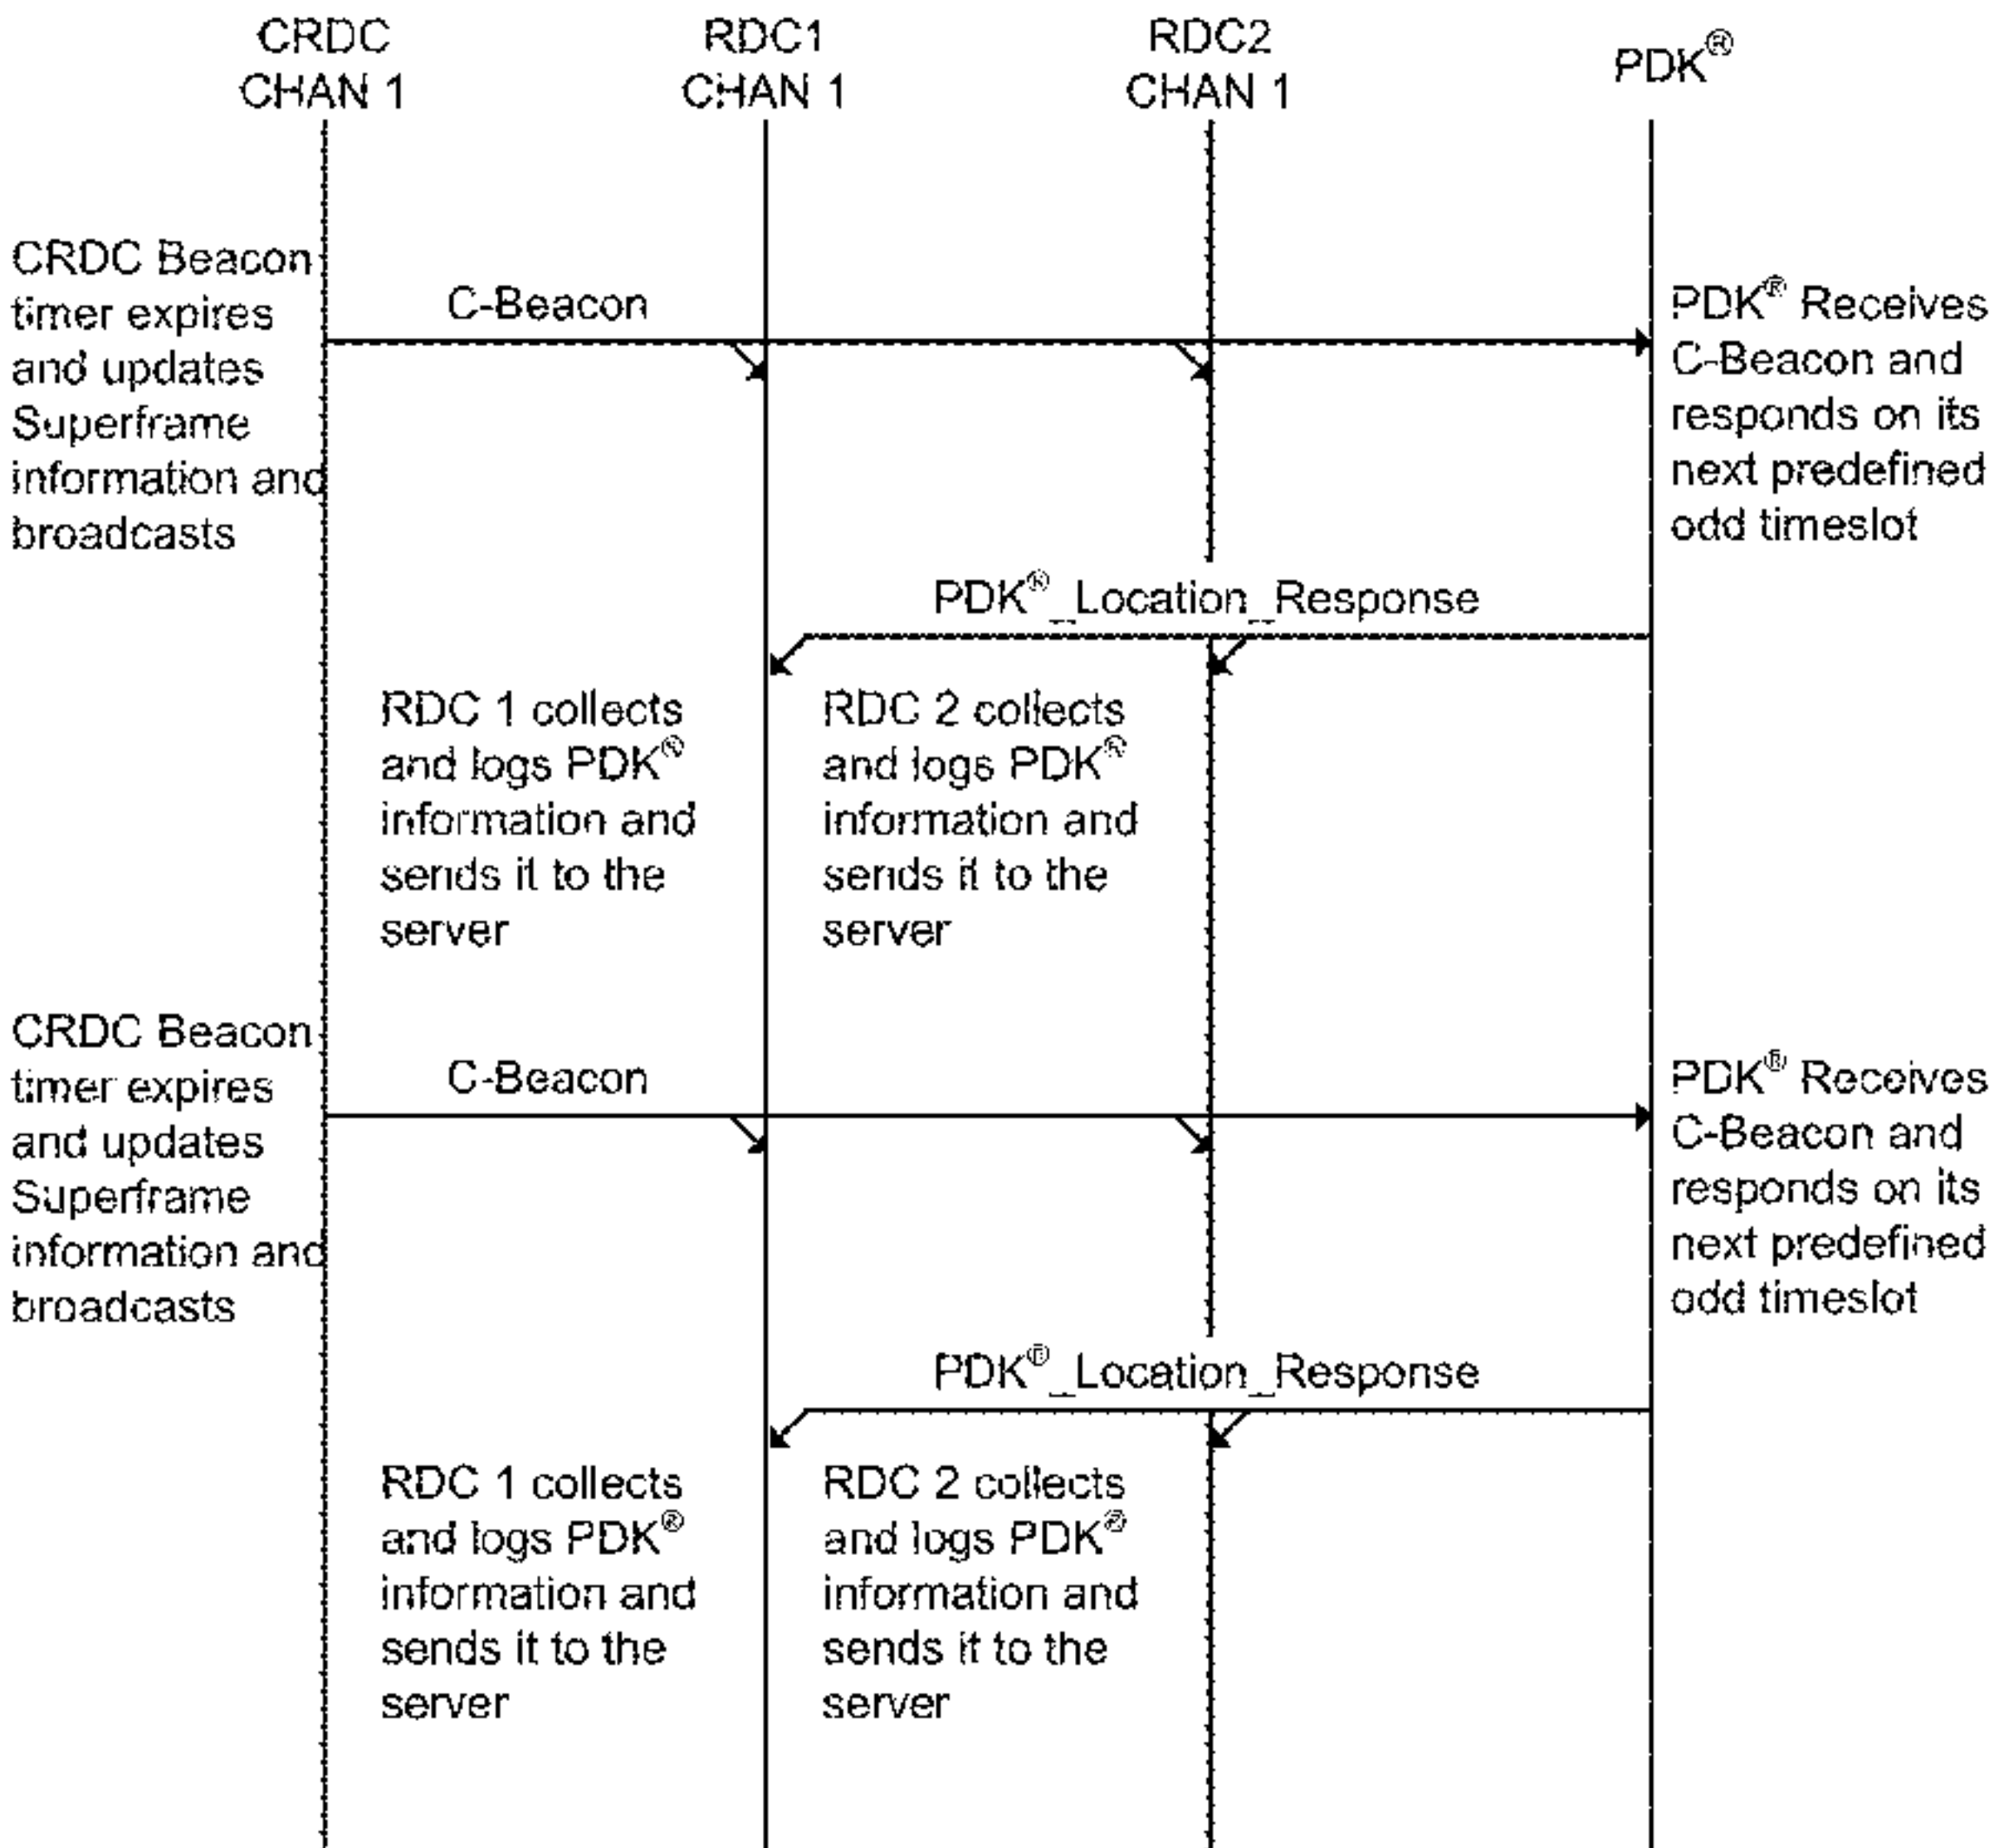 CRDC
CHAN 1
RDC1
CHAN 1
RDC2
CHAN 1
PDK®
CRDC Beacon
timer expires
and updates
Superframe
information and
broadcasts
C-Beacon
PDK® Receives
C-Beacon and
responds on its
next predefined
odd timeslot
PDK®_Location_Response
RDC 1 collects
and logs PDK®
information and
sends it to the
server
RDC 2 collects
and logs PDK®
information and
sends it to the
server
CRDC Beacon
timer expires
and updates
Superframe
information and
broadcasts
C-Beacon
PDK® Receives
C-Beacon and
responds on its
next predefined
odd timeslot
PDK®_Location_Response
RDC 1 collects
and logs PDK®
information and
sends it to the
server
RDC 2 collects
and logs PDK®
information and
sends it to the
server